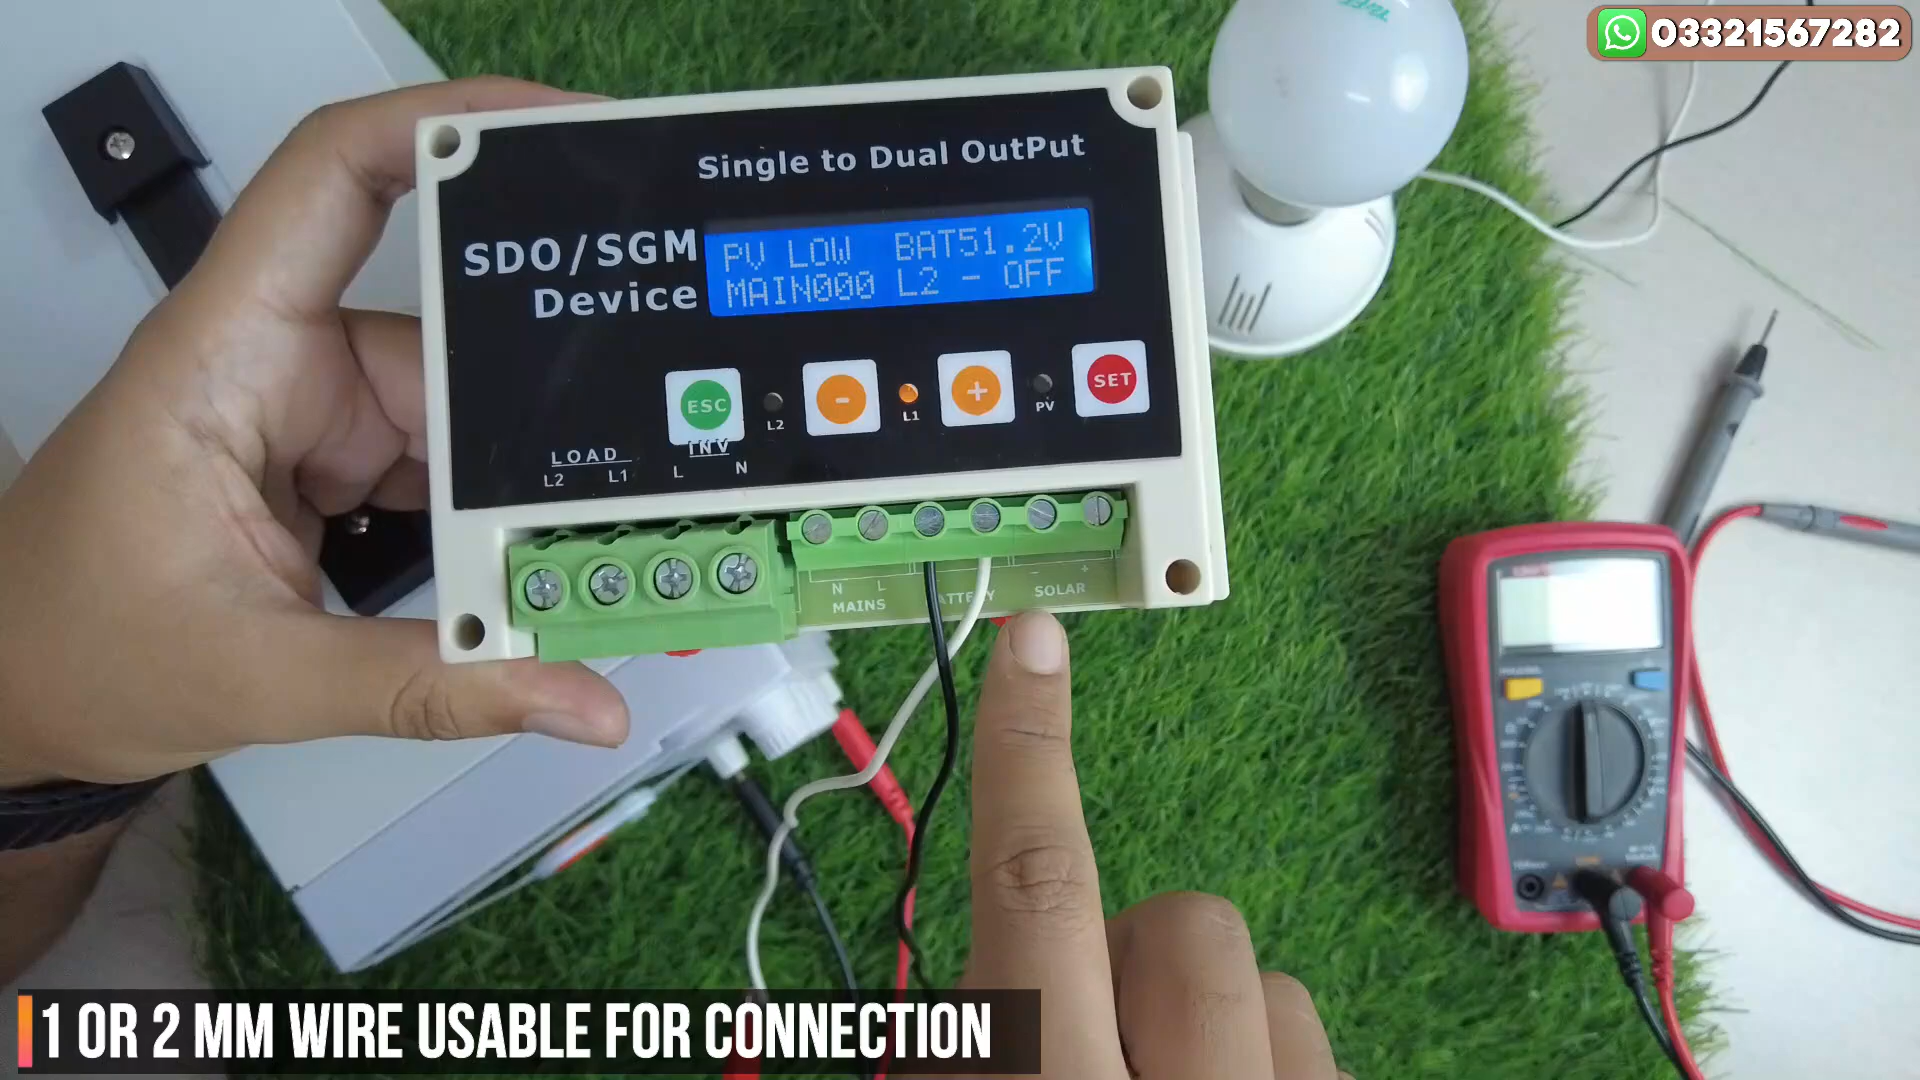 03321567282
Single to Dual OutPut
SDO/SGM
Device
PV LOW BAT51.2V
MAIN000 L2 - OFF
ESC
L2
-
L1
+
PV
SET
LOAD
L2 L1
INV
L N
N L
MAINS
- +
SOLAR
1 OR 2 MM WIRE USABLE FOR CONNECTION